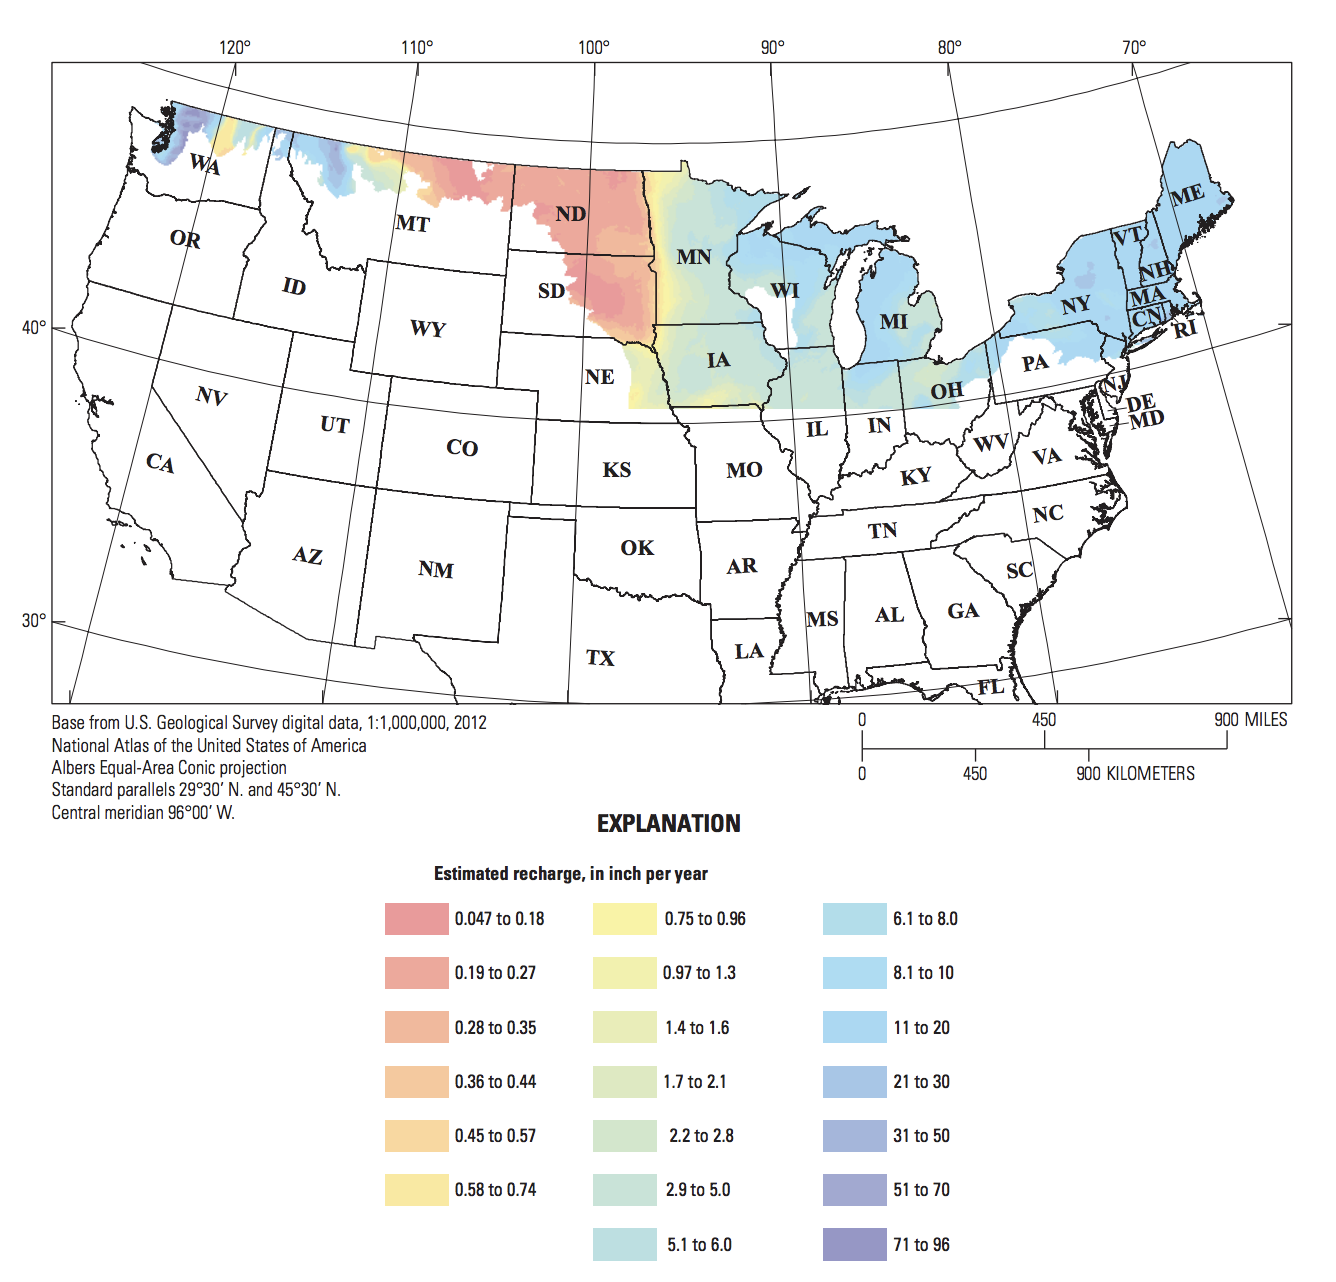 120° 110° 100° 90° 80° 70°
40°
30°
WA
OR
ID
MT
ND
SD
WY
NE
MN
WI
IA
MI
NY
VT
ME
NH
MA
CN
RI
PA
NJ
DE
MD
OH
IN
IL
WV
VA
KY
NV
UT
CO
KS
MO
CA
AZ
NM
OK
AR
TN
NC
SC
MS
AL
GA
LA
TX
FL
Base from U.S. Geological Survey digital data, 1:1,000,000, 2012
National Atlas of the United States of America
Albers Equal-Area Conic projection
Standard parallels 29°30′ N. and 45°30′ N.
Central meridian 96°00′ W.
0 450 900 MILES
0 450 900 KILOMETERS
EXPLANATION
Estimated recharge, in inch per year
0.047 to 0.18
0.19 to 0.27
0.28 to 0.35
0.36 to 0.44
0.45 to 0.57
0.58 to 0.74
0.75 to 0.96
0.97 to 1.3
1.4 to 1.6
1.7 to 2.1
2.2 to 2.8
2.9 to 5.0
5.1 to 6.0
6.1 to 8.0
8.1 to 10
11 to 20
21 to 30
31 to 50
51 to 70
71 to 96